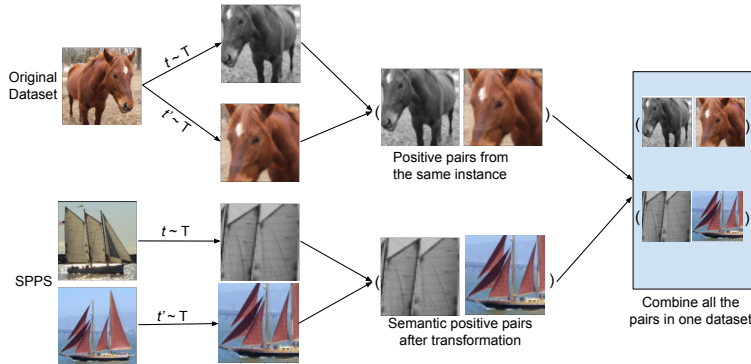 Original
Dataset
t ~ T
t' ~ T
( )
Positive pairs from
the same instance
SPPS
t ~ T
t' ~ T
( )
Semantic positive pairs
after transformation
( )
( )
Combine all the
pairs in one dataset